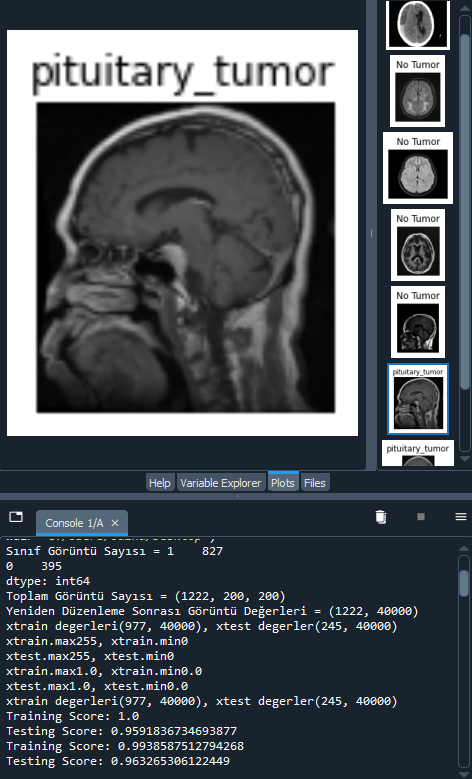 pituitary_tumor
No Tumor
No Tumor
No Tumor
No Tumor
pituitary_tumor
pituitary_tumor
Help
Variable Explorer
Plots
Files
Console 1/A
Sınıf Görüntü Sayısı = 1    827
0    395
dtype: int64
Toplam Görüntü Sayısı = (1222, 200, 200)
Yeniden Düzenleme Sonrası Görüntü Değerleri = (1222, 40000)
xtrain degerleri(977, 40000), xtest degerler(245, 40000)
xtrain.max255, xtrain.min0
xtest.max255, xtest.min0
xtrain.max1.0, xtrain.min0.0
xtest.max1.0, xtest.min0.0
xtrain degerleri(977, 40000), xtest degerler(245, 40000)
Training Score: 1.0
Testing Score: 0.9591836734693877
Training Score: 0.9938587512794268
Testing Score: 0.963265306122449